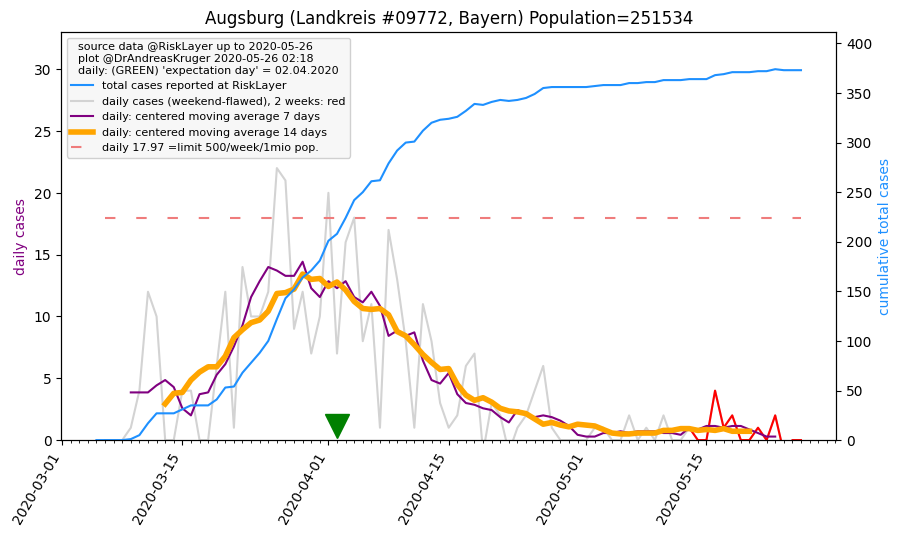 Augsburg (Landkreis #09772, Bayern) Population=251534
source data @RiskLayer up to 2020-05-26
plot @DrAndreasKruger 2020-05-26 02:18
daily: (GREEN) 'expectation day' = 02.04.2020
total cases reported at RiskLayer
daily cases (weekend-flawed), 2 weeks: red
daily: centered moving average 7 days
daily: centered moving average 14 days
daily 17.97 =limit 500/week/1mio pop.
daily cases
30
25
20
15
10
5
0
400
350
300
250
200
150
100
50
0
cumulative total cases
2020-03-01
2020-03-15
2020-04-01
2020-04-15
2020-05-01
2020-05-15